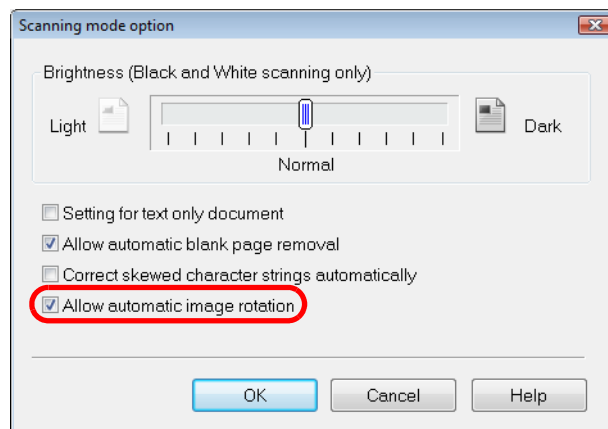 Scanning mode option
Brightness (Black and White scanning only)
Light
Dark
Normal
Setting for text only document
Allow automatic blank page removal
Correct skewed character strings automatically
Allow automatic image rotation
OK
Cancel
Help